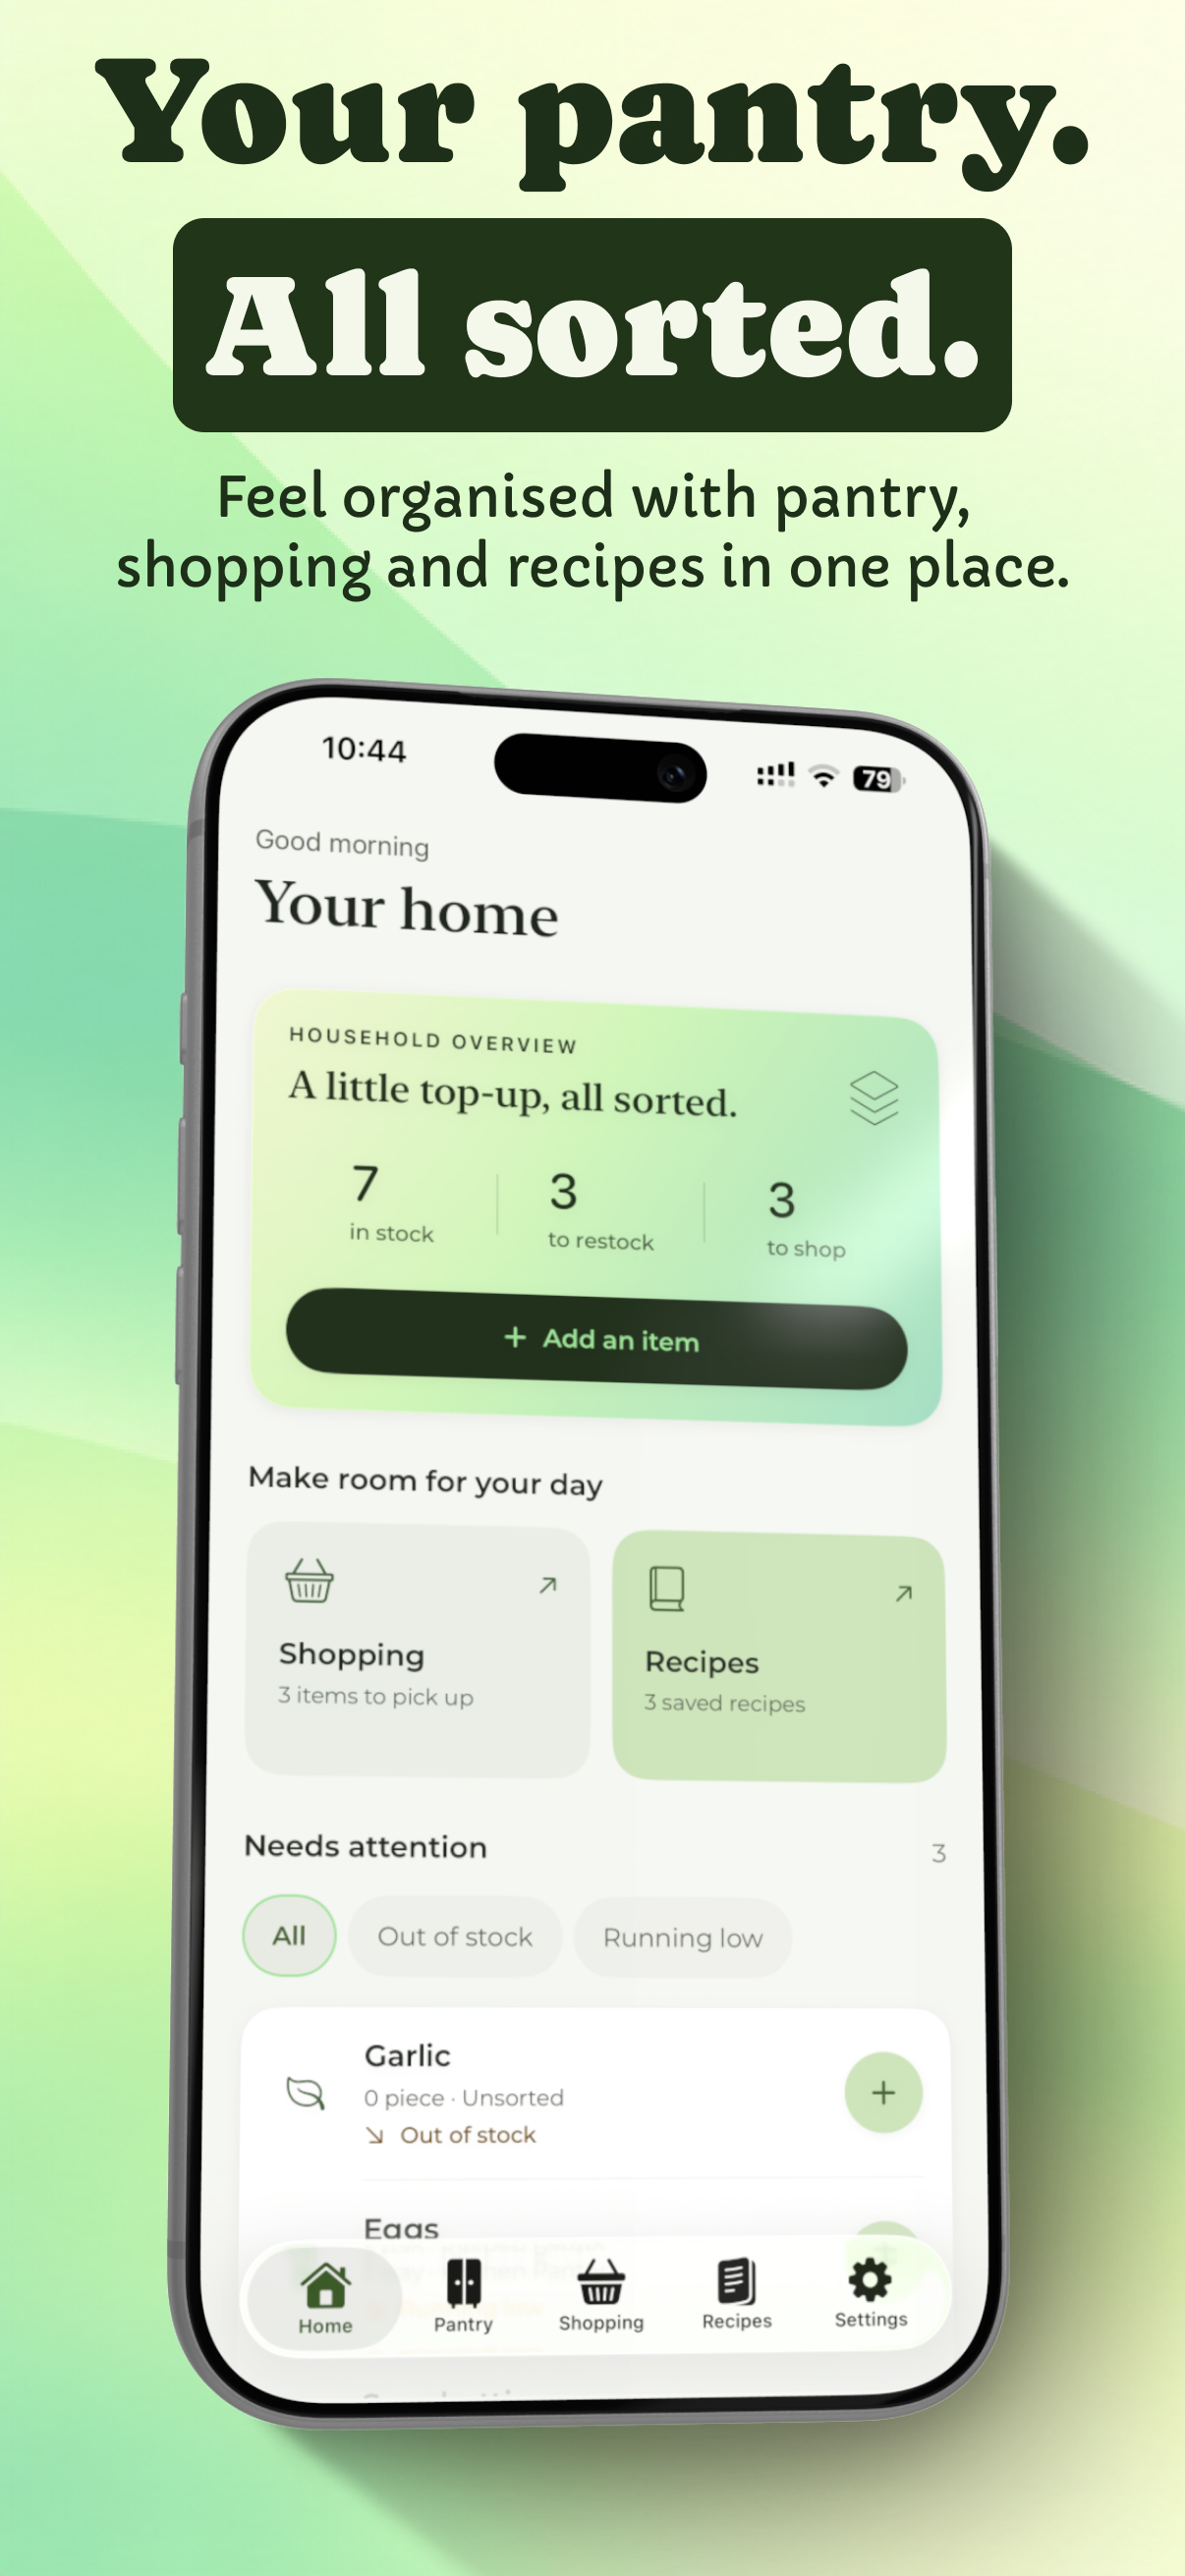 Your pantry.
All sorted.
Feel organised with pantry,
shopping and recipes in one place.
10:44
79
Good morning
Your home
HOUSEHOLD OVERVIEW
A little top-up, all sorted.
7
in stock
3
to restock
3
to shop
+ Add an item
Make room for your day
Shopping
3 items to pick up
Recipes
3 saved recipes
Needs attention
3
All
Out of stock
Running low
Garlic
0 piece · Unsorted
Out of stock
Eggs
Home
Pantry
Shopping
Recipes
Settings